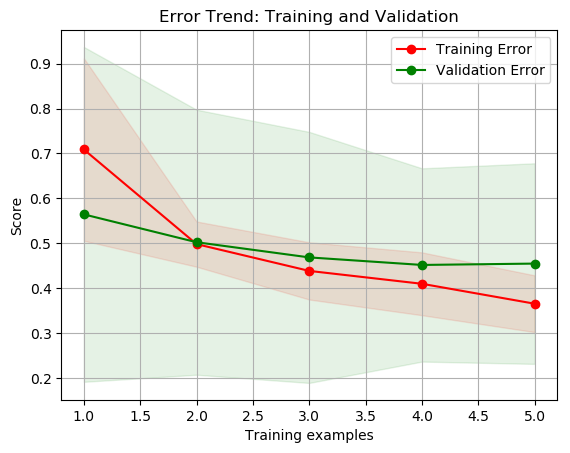 Error Trend: Training and Validation
Training Error
Validation Error
Score
0.9
0.8
0.7
0.6
0.5
0.4
0.3
0.2
1.0 1.5 2.0 2.5 3.0 3.5 4.0 4.5 5.0
Training examples